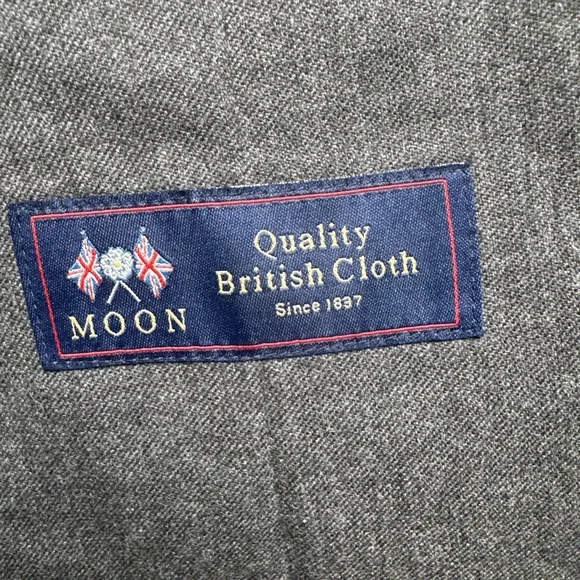 MOON
Quality
British Cloth
Since 1837